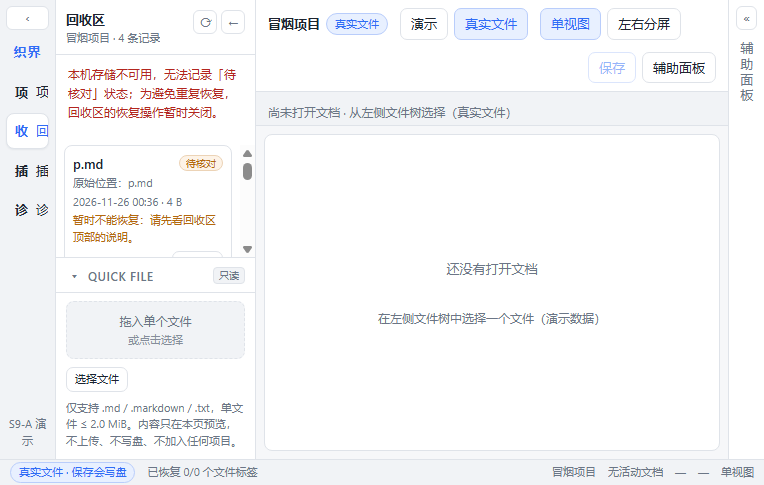 ‹
织界
项 项
收 回
插 插
诊 诊
S9-A 演
示
回收区
冒烟项目 · 4 条记录
←
本机存储不可用，无法记录「待
核对」状态；为避免重复恢复，
回收区的恢复操作暂时关闭。
p.md
待核对
原始位置：p.md
2026-11-26 00:36 · 4 B
暂时不能恢复：请先看回收区
顶部的说明。
QUICK FILE
只读
拖入单个文件
或点击选择
选择文件
仅支持 .md / .markdown / .txt，单文
件 ≤ 2.0 MiB。内容只在本页预览，
不上传、不写盘、不加入任何项目。
冒烟项目 真实文件 演示 真实文件 单视图 左右分屏
保存 辅助面板
尚未打开文档 · 从左侧文件树选择（真实文件）
还没有打开文档
在左侧文件树中选择一个文件（演示数据）
«
辅
助
面
板
真实文件 · 保存会写盘 已恢复 0/0 个文件标签 冒烟项目 无活动文档 — — 单视图